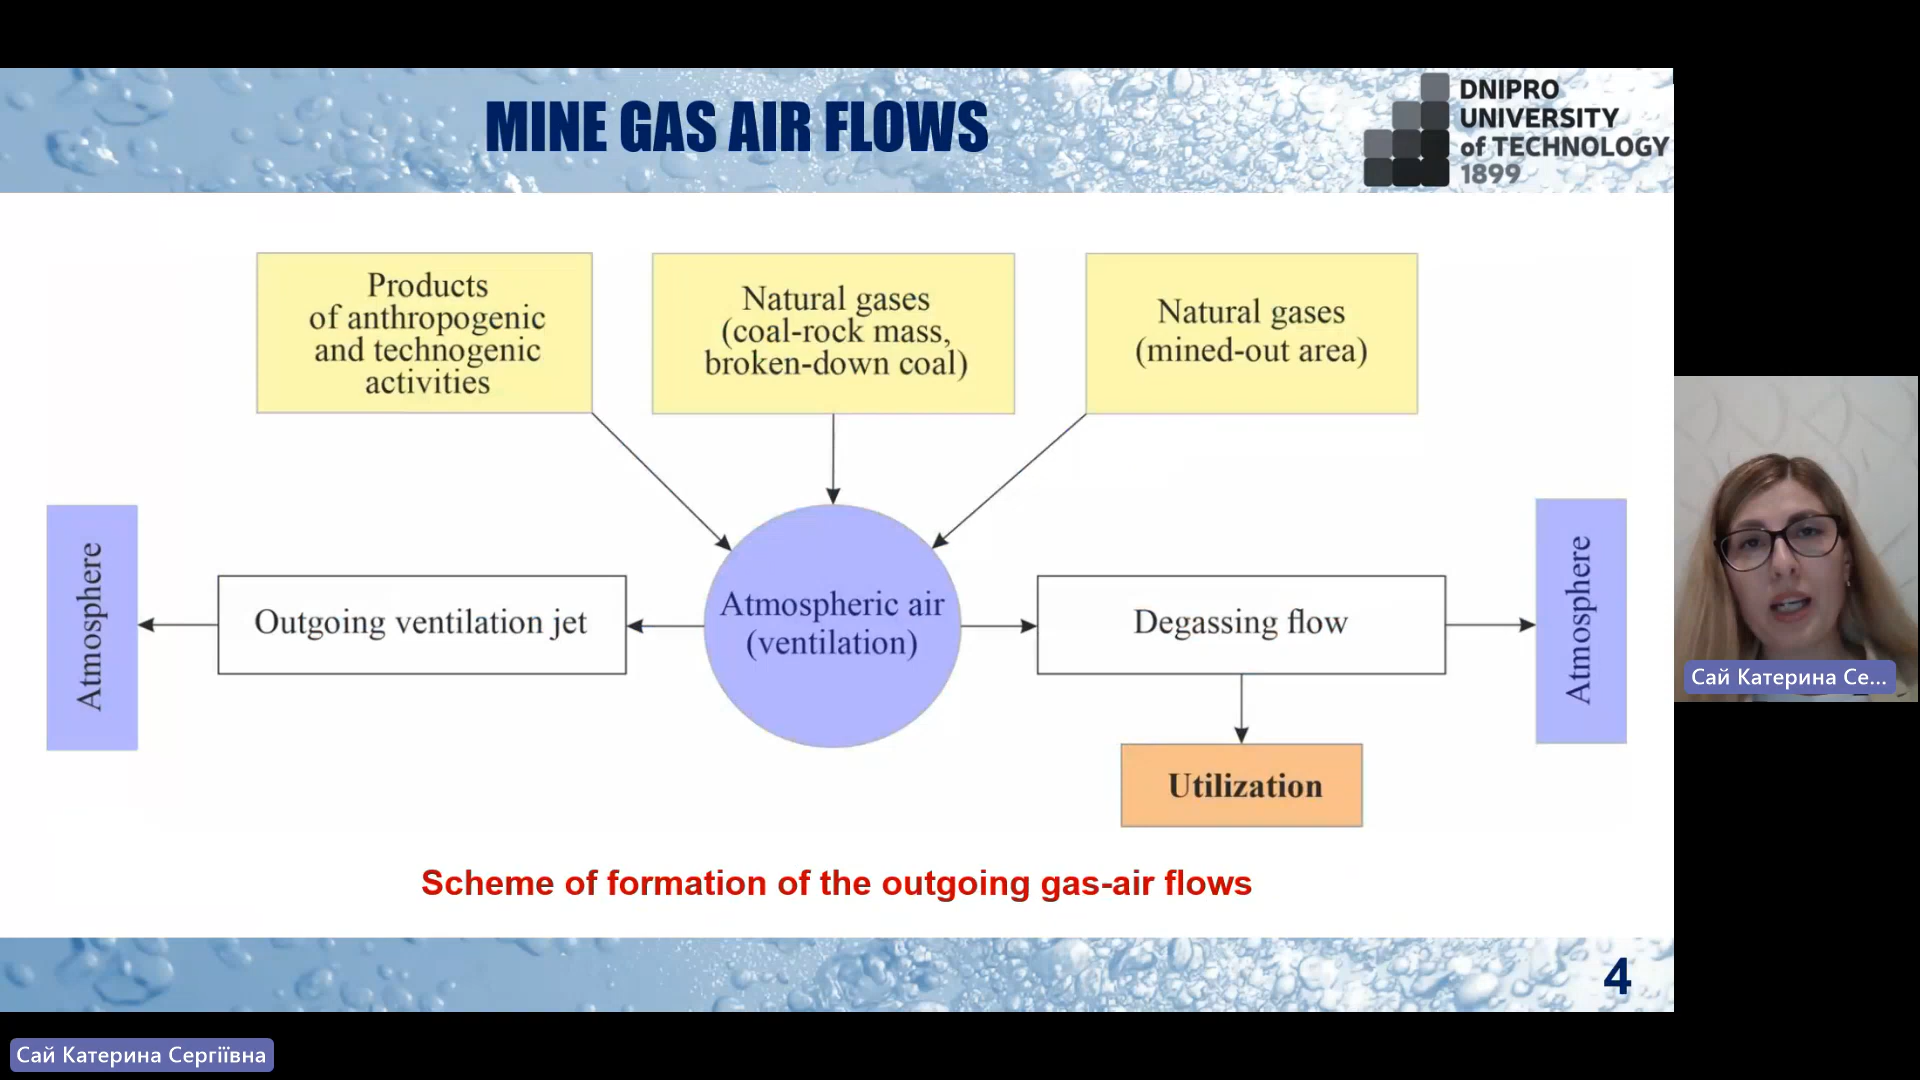 MINE GAS AIR FLOWS
DNIPRO
UNIVERSITY
of TECHNOLOGY
1899
Products
of anthropogenic
and technogenic
activities
Natural gases
(coal-rock mass,
broken-down coal)
Natural gases
(mined-out area)
Atmosphere
Outgoing ventilation jet
Atmospheric air
(ventilation)
Degassing flow
Atmosphere
Utilization
Scheme of formation of the outgoing gas-air flows
4
Сай Катерина Се...
Сай Катерина Сергіївна